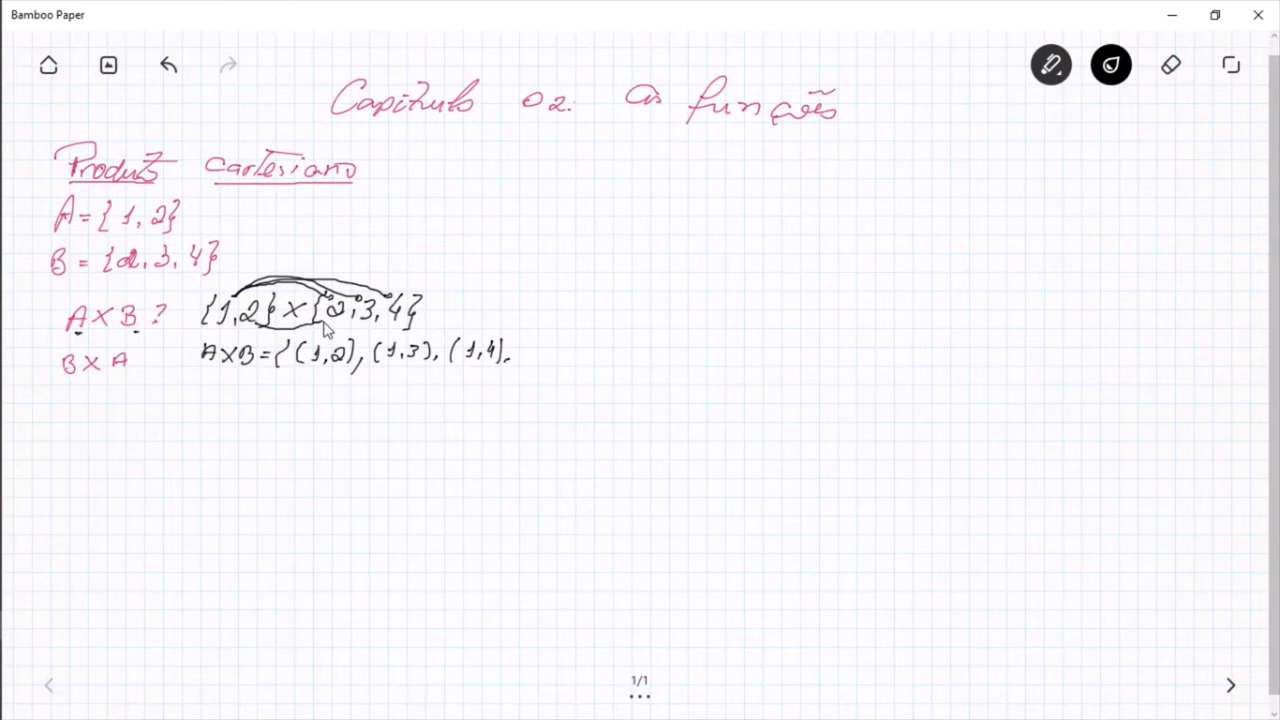 Bamboo Paper
Capítulo 02: As funções
Produto cartesiano
A = { 1, 2}
B = {2, 3, 4}
A X B ? {1,2} X {2,3,4}
B X A A X B = { (1,2), (1,3), (1,4),
1/1